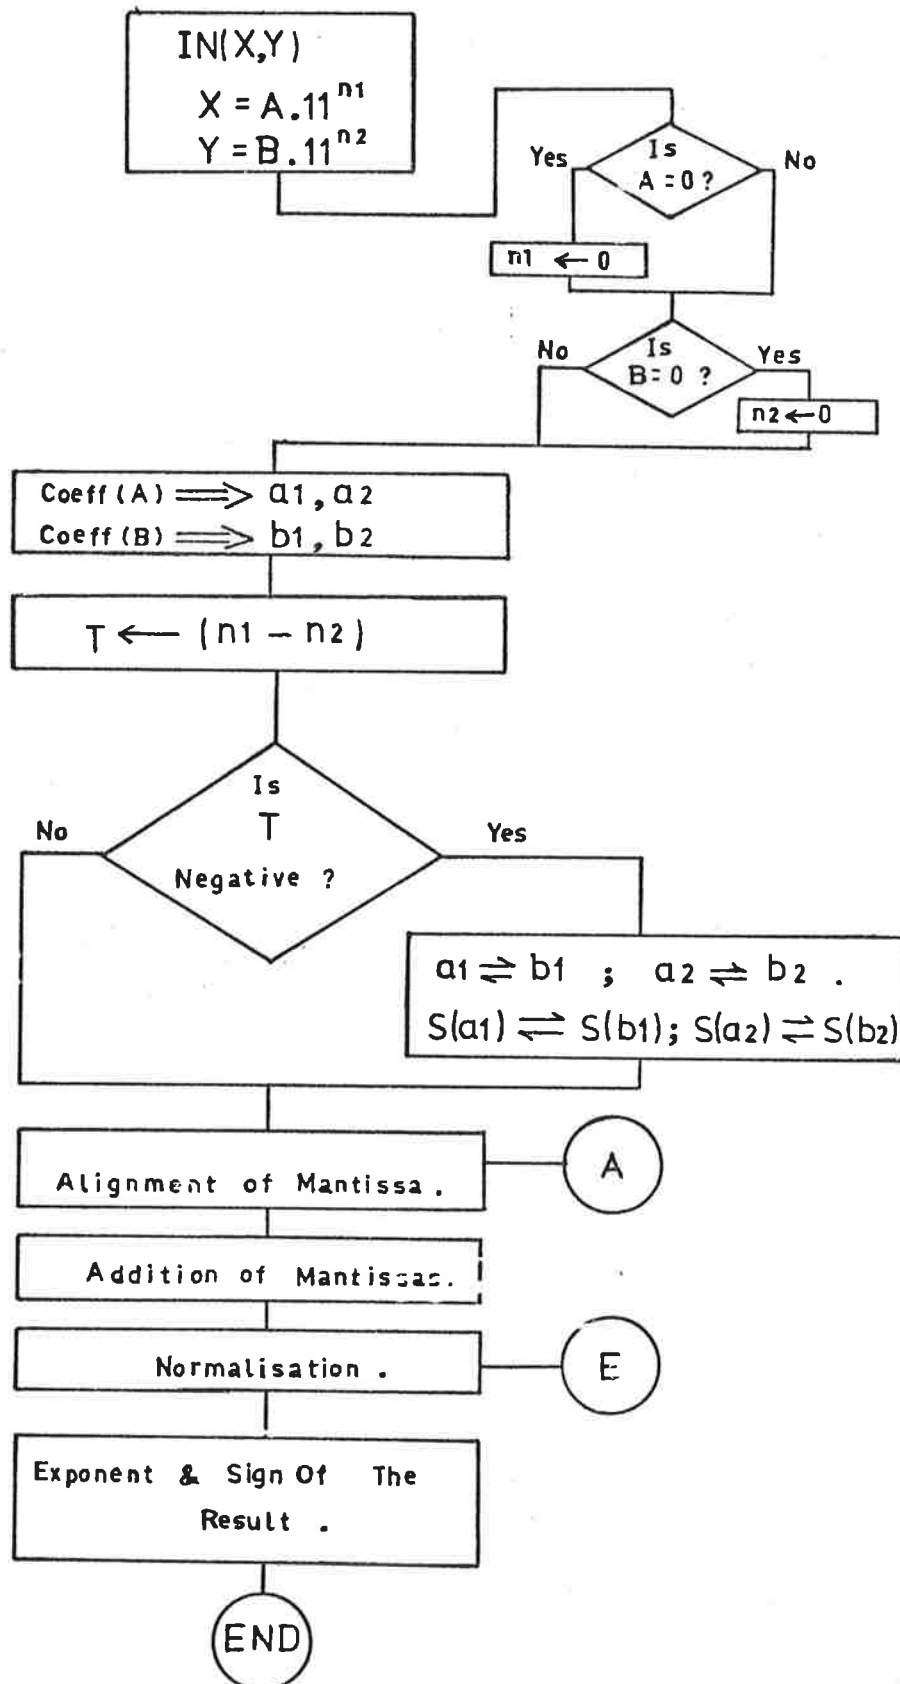 IN(X,Y)
X = A.11^n1
Y = B.11^n2
Is
A = 0 ?
Yes
No
n1 ← 0
Is
B = 0 ?
No
Yes
n2 ← 0
Coeff(A) ⟹ a1, a2
Coeff(B) ⟹ b1, b2
T ← (n1 − n2)
Is
T
Negative ?
No
Yes
a1 ⇌ b1 ; a2 ⇌ b2 .
S(a1) ⇌ S(b1); S(a2) ⇌ S(b2)
Alignment of Mantissa .
A
Addition of Mantissas.
Normalisation .
E
Exponent & Sign Of The
Result .
END